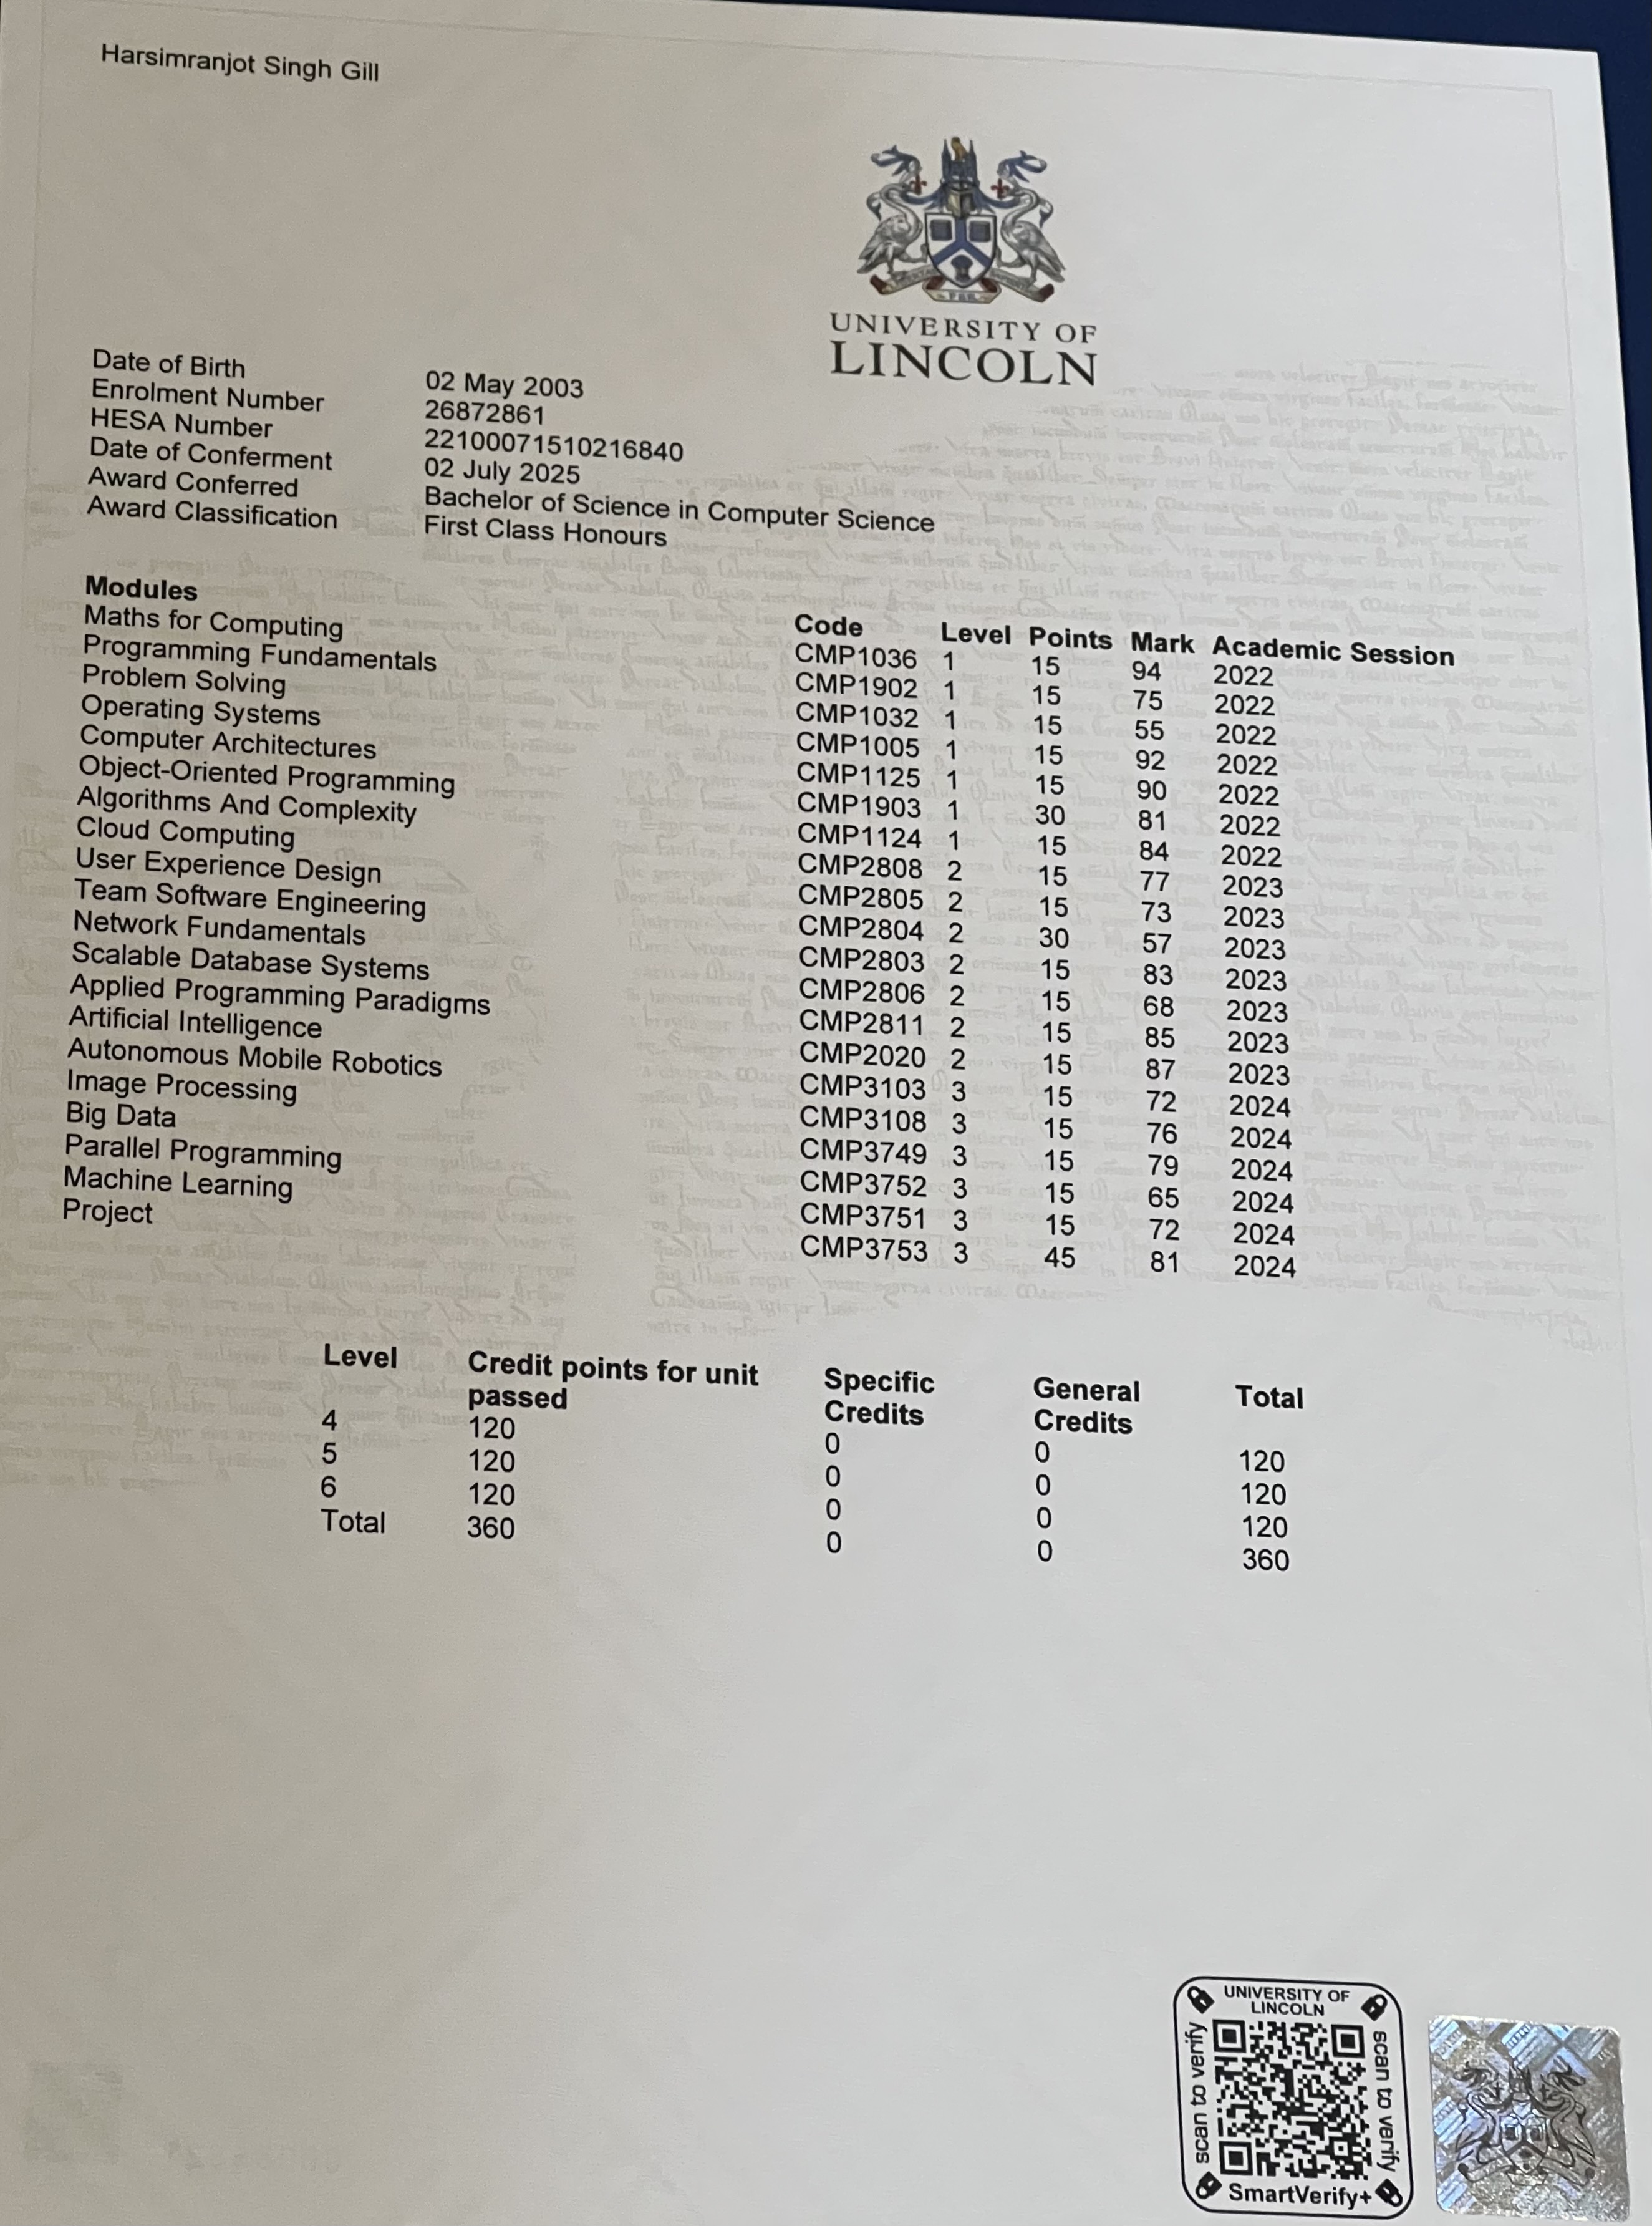 Harsimranjot Singh Gill
UNIVERSITY OF
LINCOLN
Date of Birth 02 May 2003
Enrolment Number 26872861
HESA Number 22100071510216840
Date of Conferment 02 July 2025
Award Conferred Bachelor of Science in Computer Science
Award Classification First Class Honours
Modules Code Level Points Mark Academic Session
Maths for Computing CMP1036 1 15 94 2022
Programming Fundamentals CMP1902 1 15 75 2022
Problem Solving CMP1032 1 15 55 2022
Operating Systems CMP1005 1 15 92 2022
Computer Architectures CMP1125 1 15 90 2022
Object-Oriented Programming CMP1903 1 30 81 2022
Algorithms And Complexity CMP1124 1 15 84 2022
Cloud Computing CMP2808 2 15 77 2023
User Experience Design CMP2805 2 15 73 2023
Team Software Engineering CMP2804 2 30 57 2023
Network Fundamentals CMP2803 2 15 83 2023
Scalable Database Systems CMP2806 2 15 68 2023
Applied Programming Paradigms CMP2811 2 15 85 2023
Artificial Intelligence CMP2020 2 15 87 2023
Autonomous Mobile Robotics CMP3103 3 15 72 2024
Image Processing CMP3108 3 15 76 2024
Big Data CMP3749 3 15 79 2024
Parallel Programming CMP3752 3 15 65 2024
Machine Learning CMP3751 3 15 72 2024
Project CMP3753 3 45 81 2024
Level Credit points for unit Specific General Total
passed Credits Credits
4 120 0 0 120
5 120 0 0 120
6 120 0 0 120
Total 360 0 0 360
UNIVERSITY OF
LINCOLN
scan to verify
scan to verify
SmartVerify+